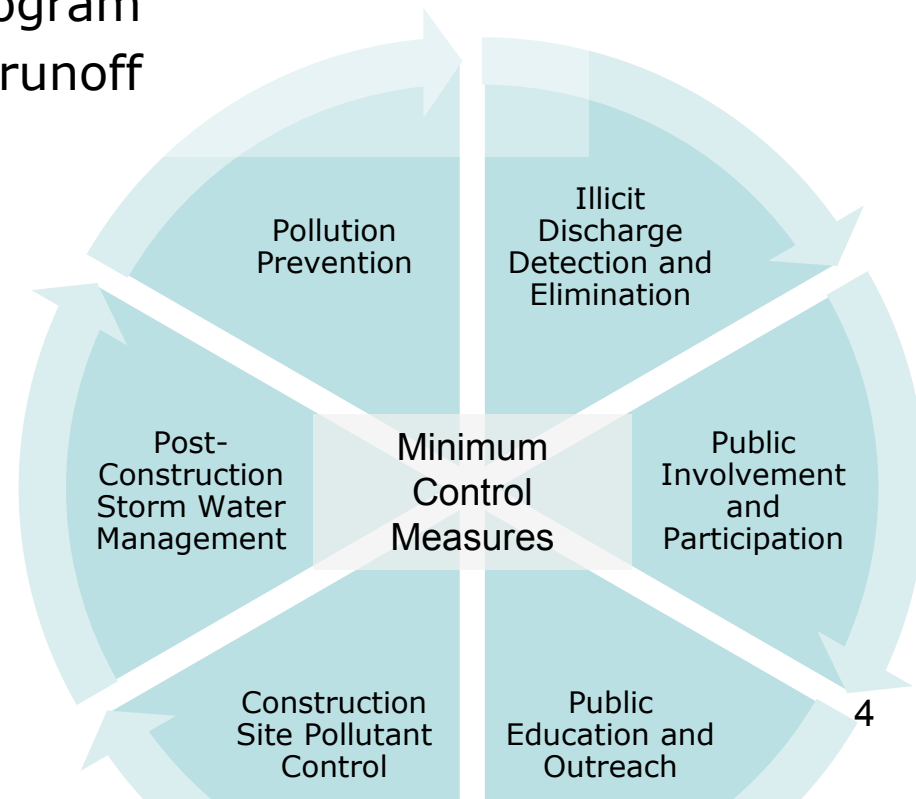 ogram
runoff
Pollution
Prevention
Illicit
Discharge
Detection and
Elimination
Post-
Construction
Storm Water
Management
Minimum
Control
Measures
Public
Involvement
and
Participation
Construction
Site Pollutant
Control
Public
Education and
Outreach
4